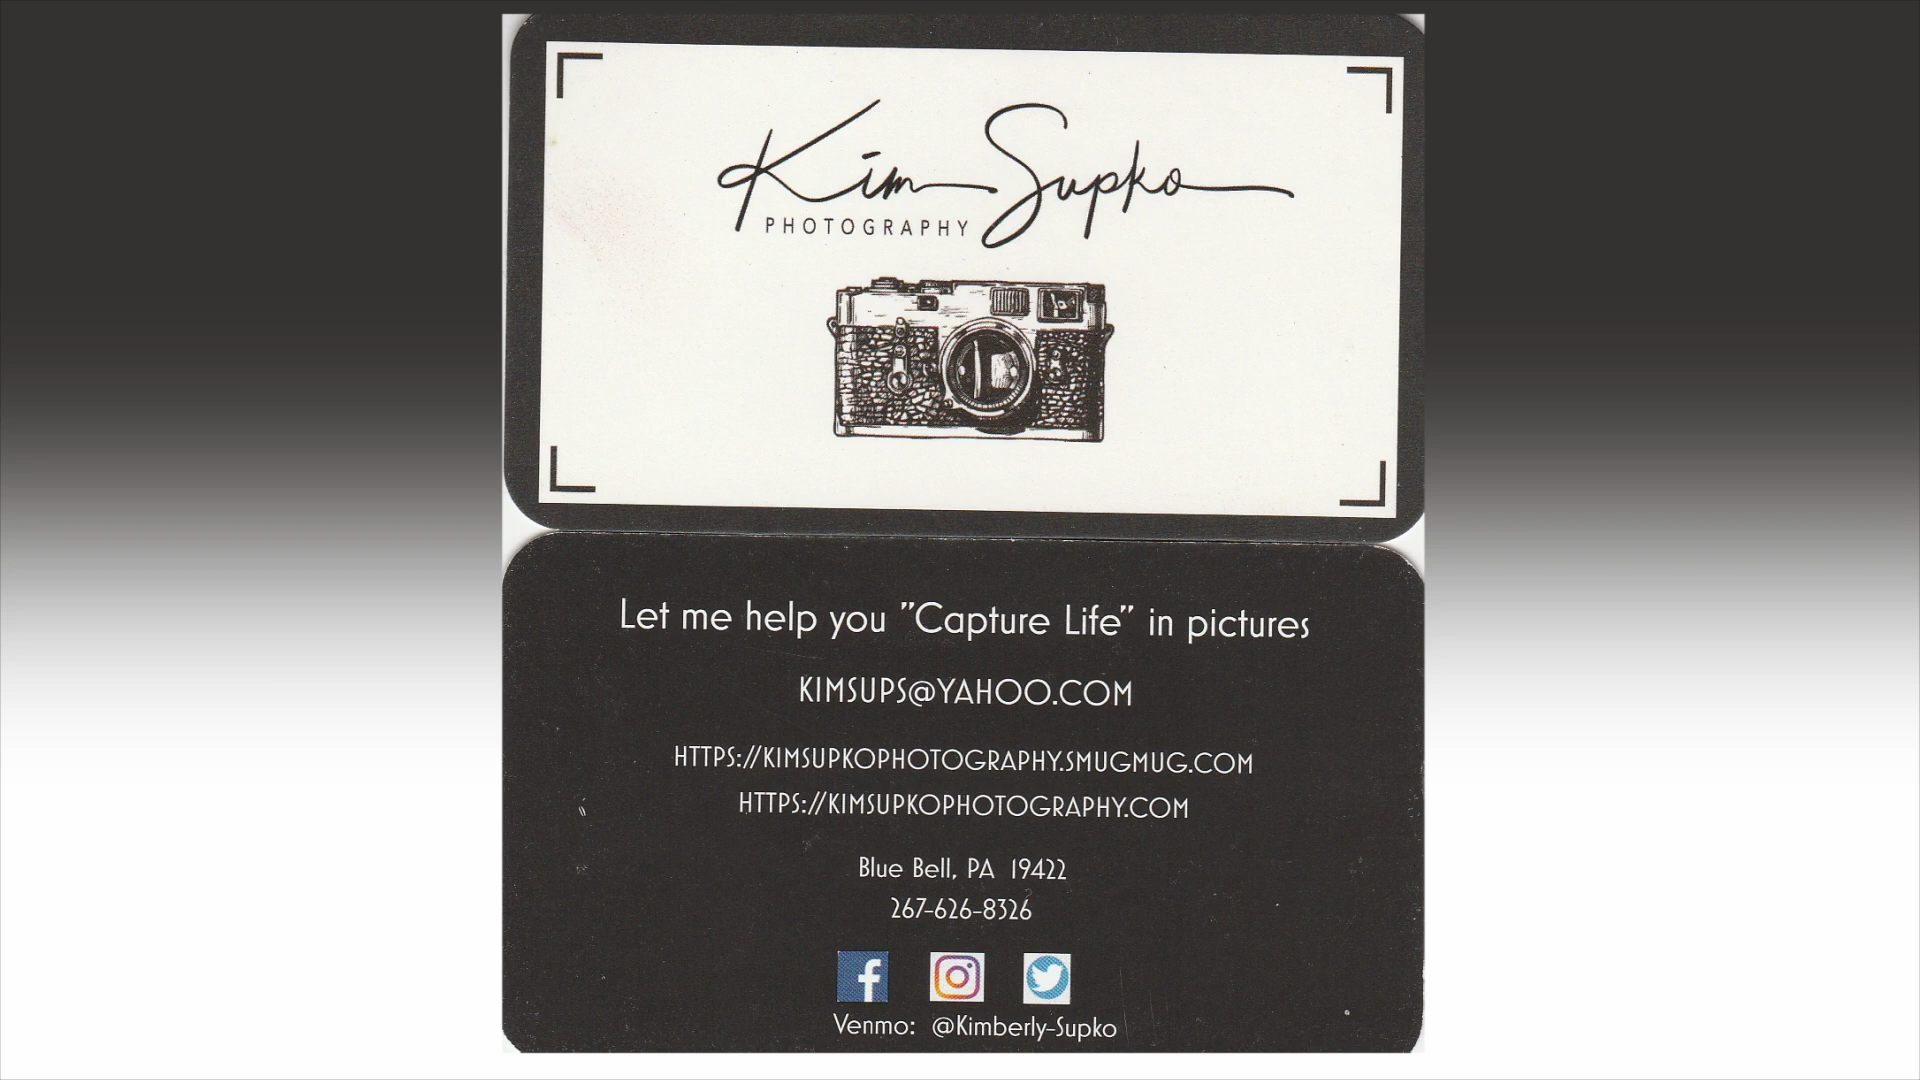 Kim Supko
PHOTOGRAPHY
Let me help you "Capture Life" in pictures
KIMSUPS@YAHOO.COM
HTTPS://KIMSUPKOPHOTOGRAPHY.SMUGMUG.COM
HTTPS://KIMSUPKOPHOTOGRAPHY.COM
Blue Bell, PA 19422
267-626-8326
Venmo: @Kimberly-Supko